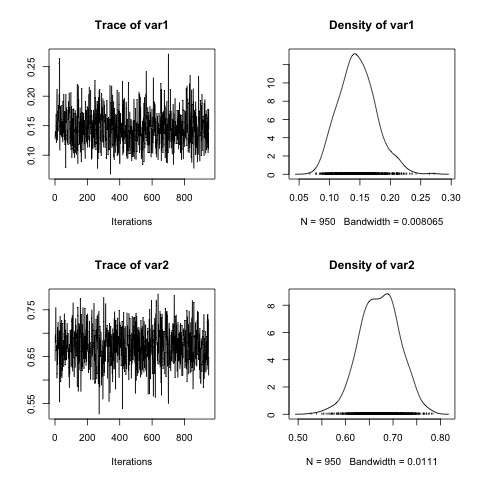 Trace of var1
0.10 0.15 0.20 0.25
0 200 400 600 800
Iterations
Density of var1
0 2 4 6 8 10
0.05 0.10 0.15 0.20 0.25 0.30
N = 950 Bandwidth = 0.008065
Trace of var2
0.55 0.65 0.75
0 200 400 600 800
Iterations
Density of var2
0 2 4 6 8
0.50 0.60 0.70 0.80
N = 950 Bandwidth = 0.0111